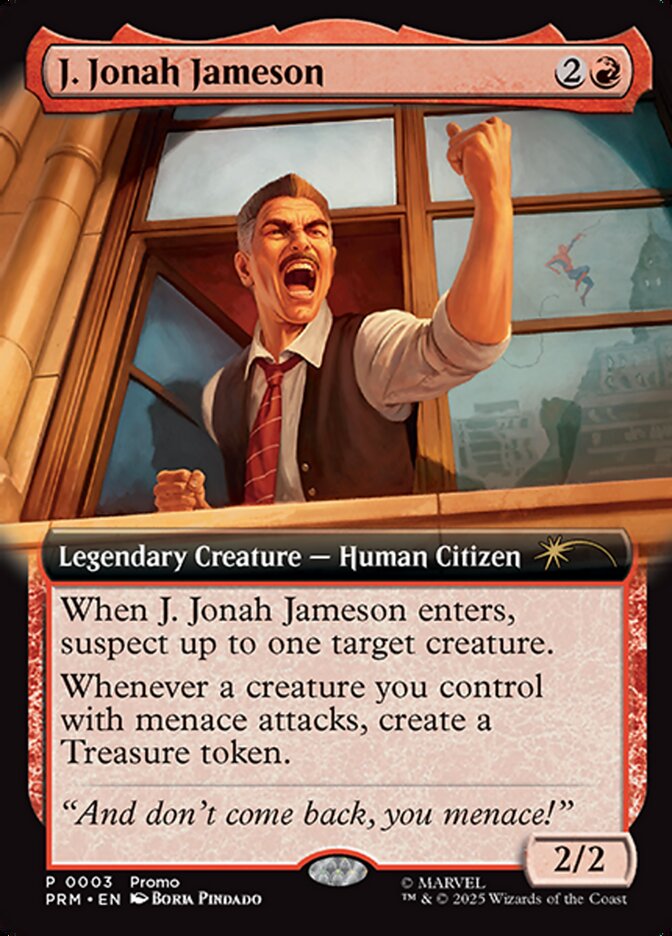 J. Jonah Jameson 2
Legendary Creature — Human Citizen
When J. Jonah Jameson enters,
suspect up to one target creature.
Whenever a creature you control
with menace attacks, create a
Treasure token.
“And don’t come back, you menace!”
2/2
P 0003 Promo
PRM • EN Borja Pindado
© MARVEL
™ & © 2025 Wizards of the Coast